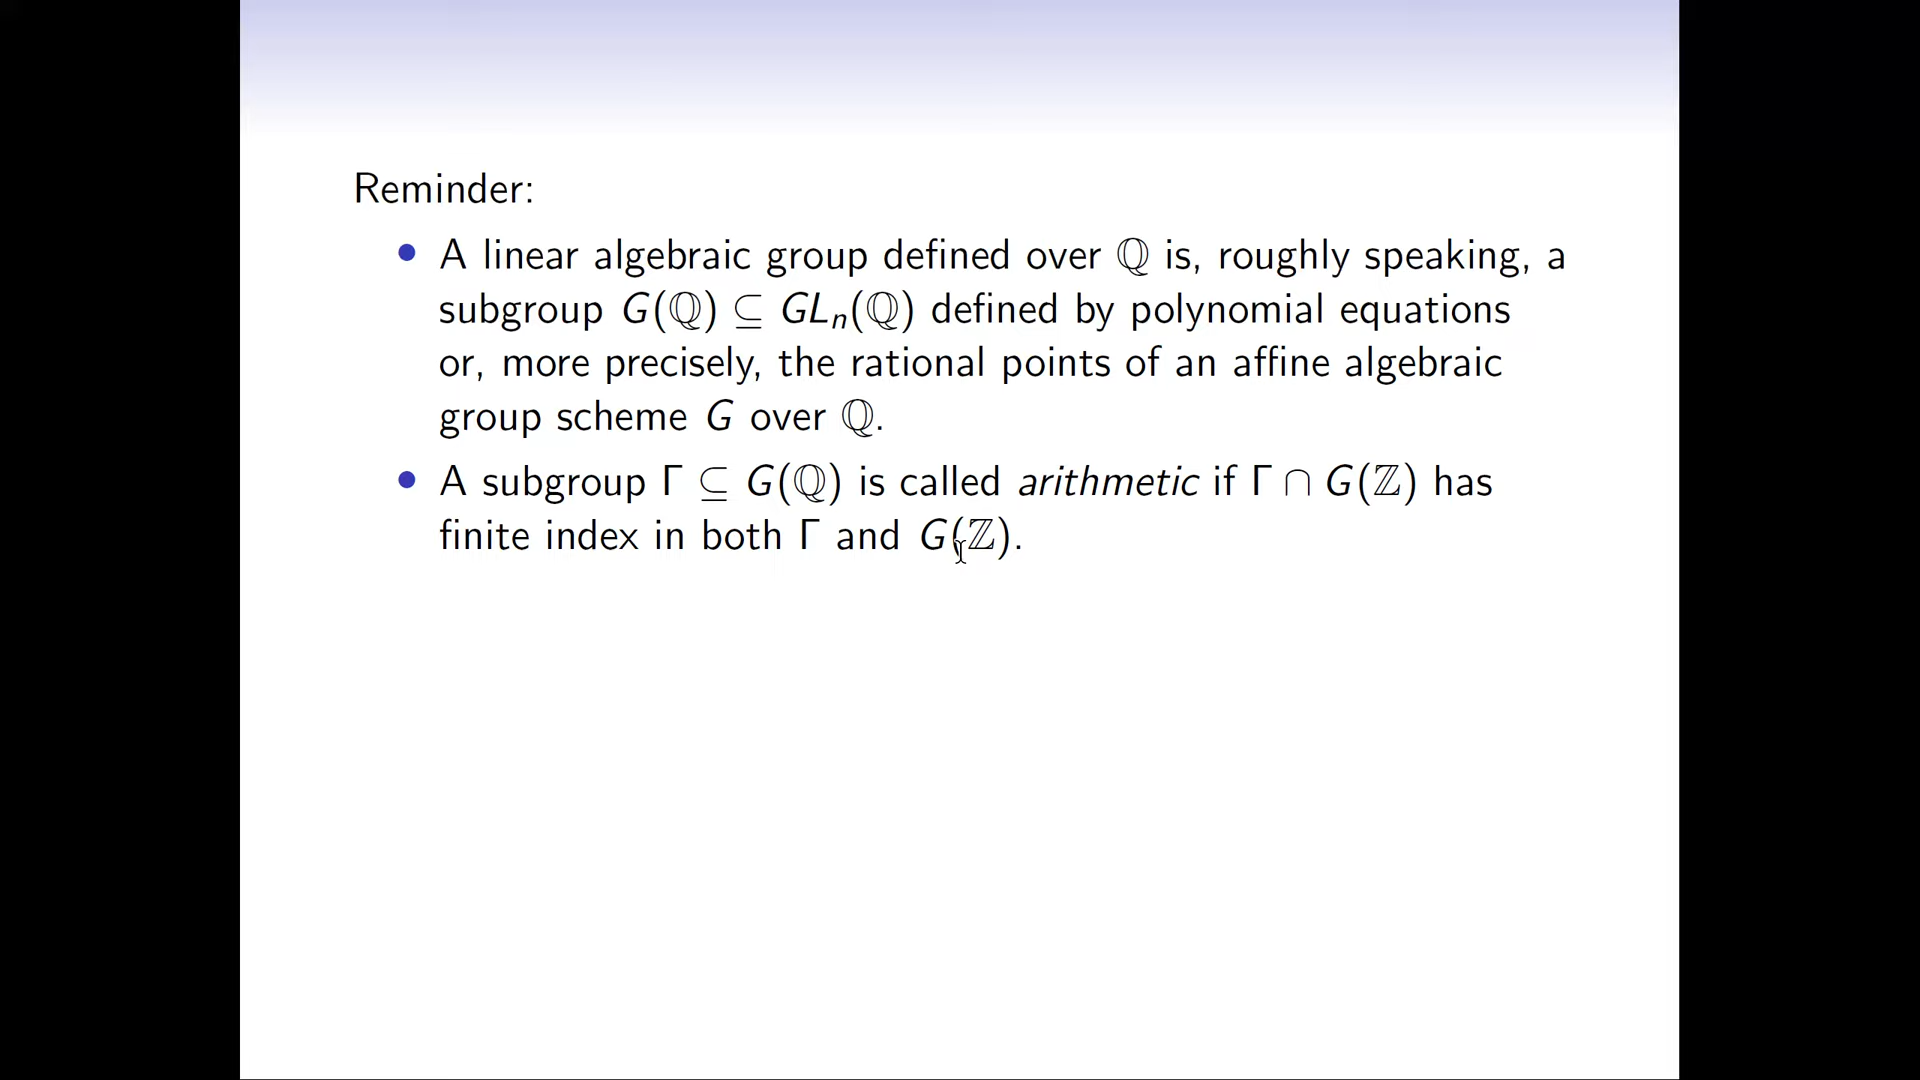 Reminder:
• A linear algebraic group defined over ℚ is, roughly speaking, a
subgroup G(ℚ) ⊆ GLₙ(ℚ) defined by polynomial equations
or, more precisely, the rational points of an affine algebraic
group scheme G over ℚ.
• A subgroup Γ ⊆ G(ℚ) is called arithmetic if Γ ∩ G(ℤ) has
finite index in both Γ and G(ℤ).